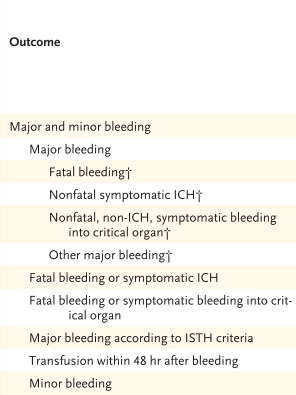 Outcome
Major and minor bleeding
Major bleeding
Fatal bleeding†
Nonfatal symptomatic ICH†
Nonfatal, non-ICH, symptomatic bleeding
into critical organ†
Other major bleeding†
Fatal bleeding or symptomatic ICH
Fatal bleeding or symptomatic bleeding into crit-
ical organ
Major bleeding according to ISTH criteria
Transfusion within 48 hr after bleeding
Minor bleeding